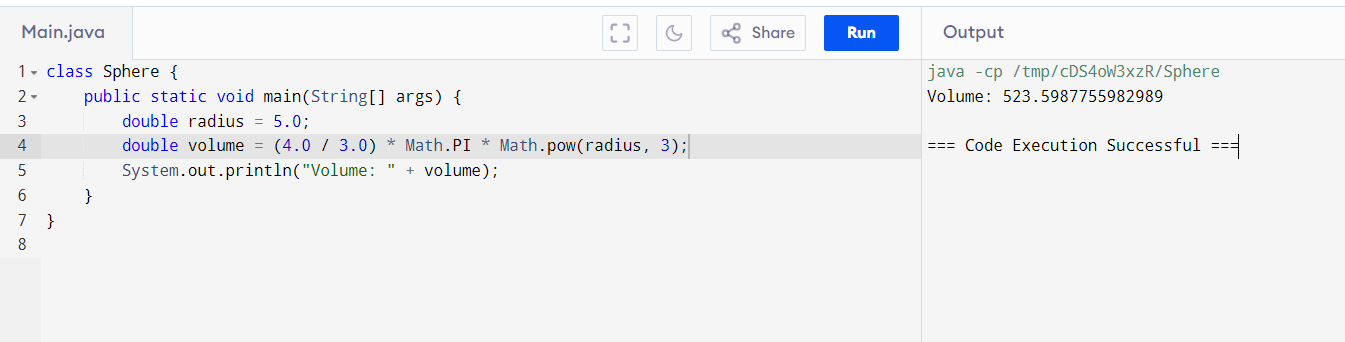 Main.java
Share
Run
Output
1 class Sphere {
2     public static void main(String[] args) {
3         double radius = 5.0;
4         double volume = (4.0 / 3.0) * Math.PI * Math.pow(radius, 3);
5         System.out.println("Volume: " + volume);
6     }
7 }
8
java -cp /tmp/cDS4oW3xzR/Sphere
Volume: 523.5987755982989
=== Code Execution Successful ===